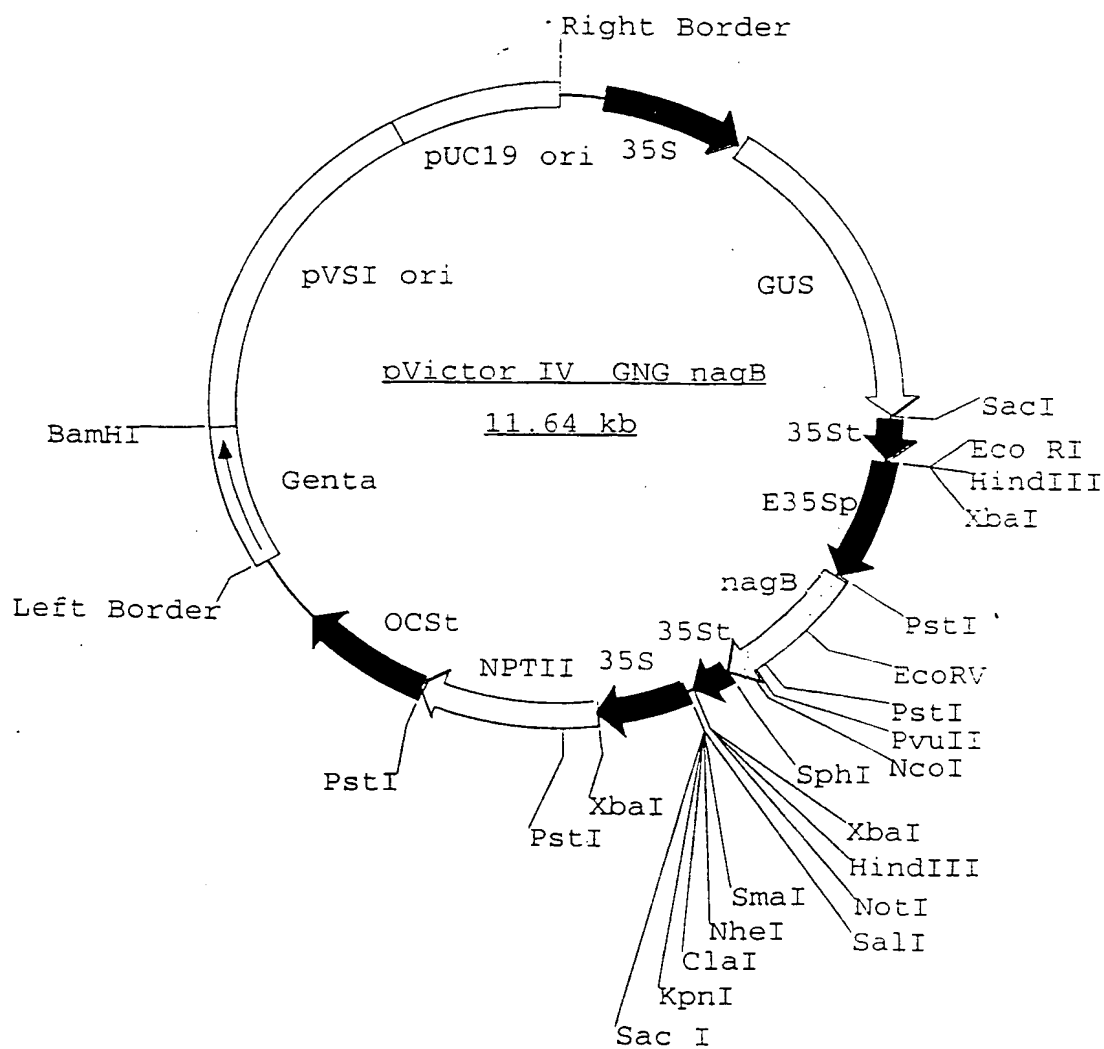 Right Border
35S
pUC19 ori
GUS
pVSI ori
pVictor IV GNG nagB
11.64 kb
SacI
35St
Eco RI
HindIII
XbaI
E35Sp
BamHI
Genta
nagB
PstI
Left Border
OCSt
35St
EcoRV
NPTII
35S
PstI
PvuII
NcoI
SphI
PstI
XbaI
PstI
XbaI
HindIII
SmaI
NotI
NheI
SalI
ClaI
KpnI
Sac I